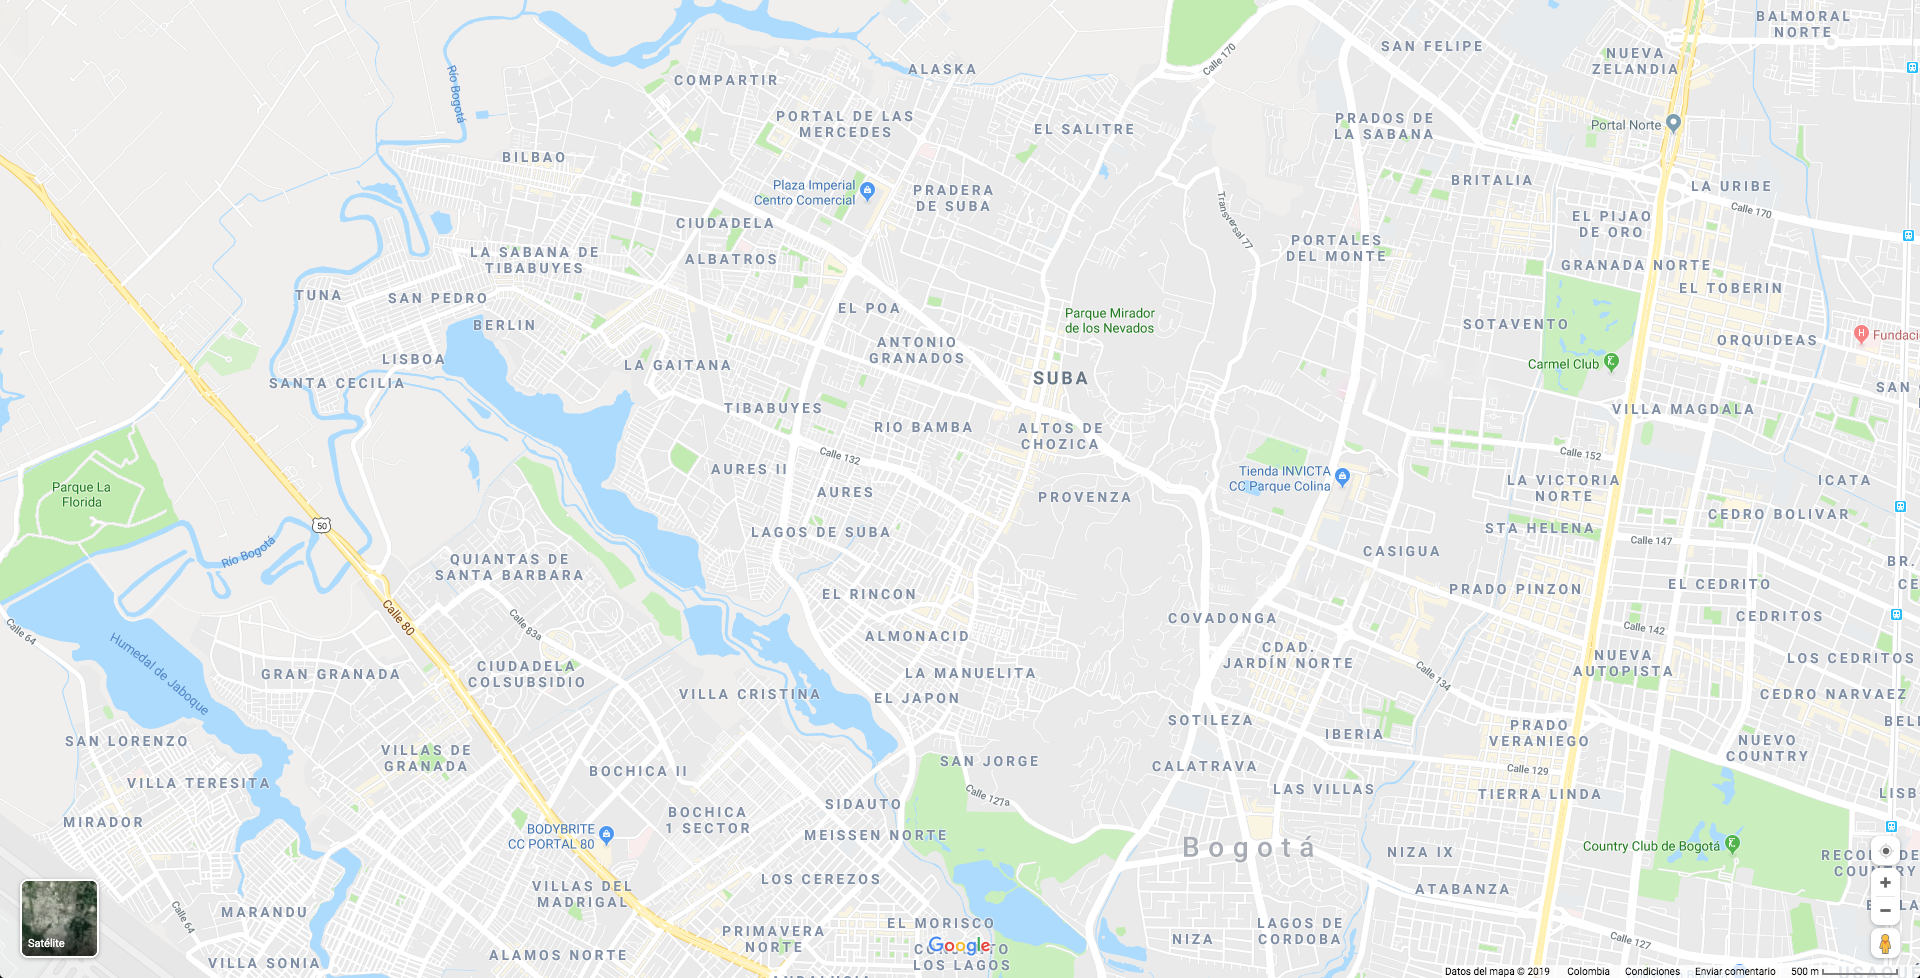 BALMORAL
NORTE
SAN FELIPE
NUEVA
ZELANDIA
Calle 170
ALASKA
COMPARTIR
Río Bogotá
PORTAL DE LAS
MERCEDES
EL SALITRE
PRADOS DE
LA SABANA
Portal Norte
BILBAO
Plaza Imperial
Centro Comercial
PRADERA
DE SUBA
BRITALIA
LA URIBE
Calle 170
Transversal 77
CIUDADELA
EL PIJAO
DE ORO
LA SABANA DE
TIBABUYES
ALBATROS
PORTALES
DEL MONTE
GRANADA NORTE
EL TOBERIN
TUNA
SAN PEDRO
EL POA
BERLIN
Parque Mirador
de los Nevados
SOTAVENTO
ORQUIDEAS
Fundaci
ANTONIO
GRANADOS
LISBOA
LA GAITANA
Carmel Club
SANTA CECILIA
SUBA
SAN
TIBABUYES
VILLA MAGDALA
RIO BAMBA
ALTOS DE
CHOZICA
Calle 132
Calle 152
AURES II
Tienda INVICTA
CC Parque Colina
LA VICTORIA
NORTE
ICATA
Parque La
Florida
AURES
PROVENZA
CEDRO BOLIVAR
50
LAGOS DE SUBA
STA HELENA
Calle 147
Río Bogotá
QUIANTAS DE
SANTA BARBARA
CASIGUA
BR.
CE
EL RINCON
PRADO PINZON
EL CEDRITO
Calle 80
Calle 83a
COVADONGA
CEDRITOS
Calle 64
ALMONACID
Calle 142
Humedal de Jaboque
CDAD.
JARDÍN NORTE
NUEVA
AUTOPISTA
LOS CEDRITOS
GRAN GRANADA
CIUDADELA
COLSUBSIDIO
LA MANUELITA
Calle 134
VILLA CRISTINA
EL JAPON
CEDRO NARVAEZ
SOTILEZA
BEL
SAN LORENZO
IBERIA
PRADO
VERANIEGO
VILLAS DE
GRANADA
NUEVO
COUNTRY
BOCHICA II
SAN JORGE
CALATRAVA
Calle 129
VILLA TERESITA
LAS VILLAS
TIERRA LINDA
LISB
Calle 127a
SIDAUTO
MIRADOR
BOCHICA
1 SECTOR
BODYBRITE
CC PORTAL 80
MEISSEN NORTE
Bogotá
Country Club de Bogotá
NIZA IX
RECO
COU
LOS CEREZOS
VILLAS DEL
MADRIGAL
ATABANZA
MARANDU
Calle 64
EL MORISCO
LAGOS DE
CORDOBA
PRIMAVERA
NORTE
NIZA
Calle 127
Satélite
Google
LOS LAGOS
ALAMOS NORTE
VILLA SONIA
Datos del mapa © 2019 Colombia Condiciones Enviar comentario 500 m